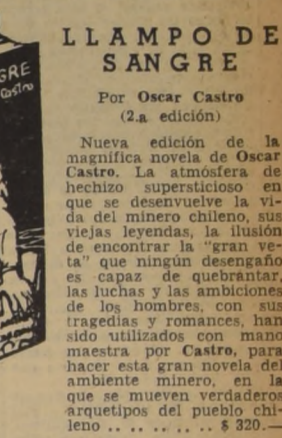 GRE
Castro
LLAMPO DE
SANGRE
Por Oscar Castro
(2.a edición)
Nueva edición de la
magnífica novela de Oscar
Castro. La atmósfera de
hechizo supersticioso en
que se desenvuelve la vi-
da del minero chileno, sus
viejas leyendas, la ilusión
de encontrar la "gran ve-
ta" que ningún desengaño
es capaz de quebrantar,
las luchas y las ambiciones
de los hombres, con sus
tragedias y romances, han
sido utilizados con mano
maestra por Castro, para
hacer esta gran novela del
ambiente minero, en la
que se mueven verdaderos
arquetipos del pueblo chi-
leno .. .. .. .. .. $ 320.—